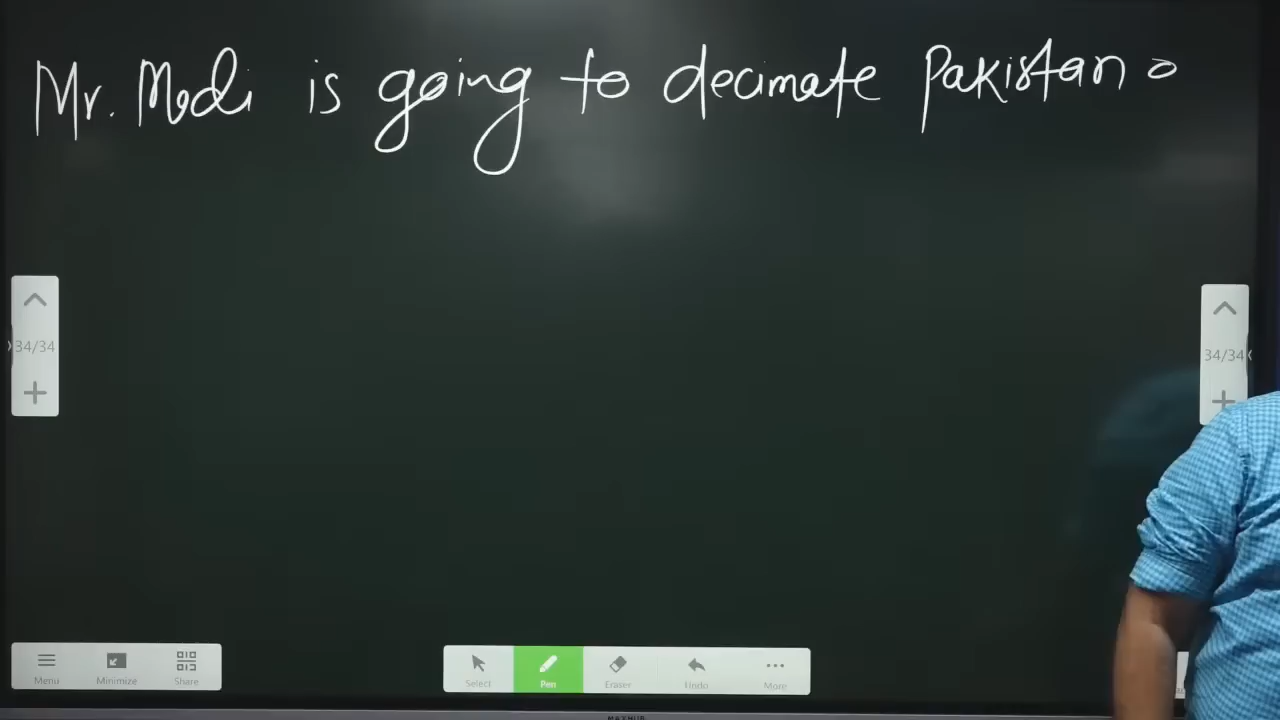 Mr. Modi is going to decimate Pakistan.
34/34
34/34
Menu Minimize Share Select Pen Eraser Undo More